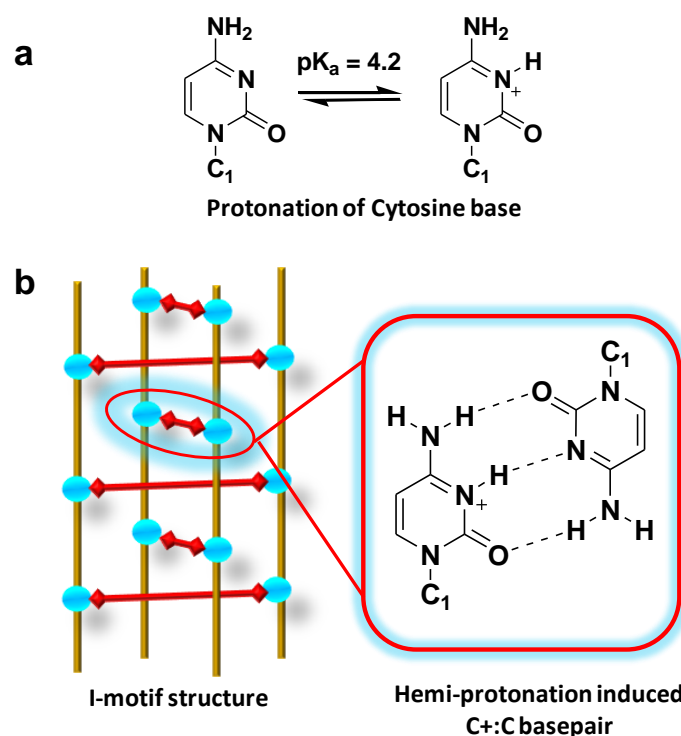 a
NH₂
N
N
O
C₁
pKₐ = 4.2
NH₂
N
H
+
N
O
C₁
Protonation of Cytosine base
b
H
H
N
N
H
+
N
O
C₁
C₁
O
N
N
N
H
H
I-motif structure
Hemi-protonation induced
C+:C basepair